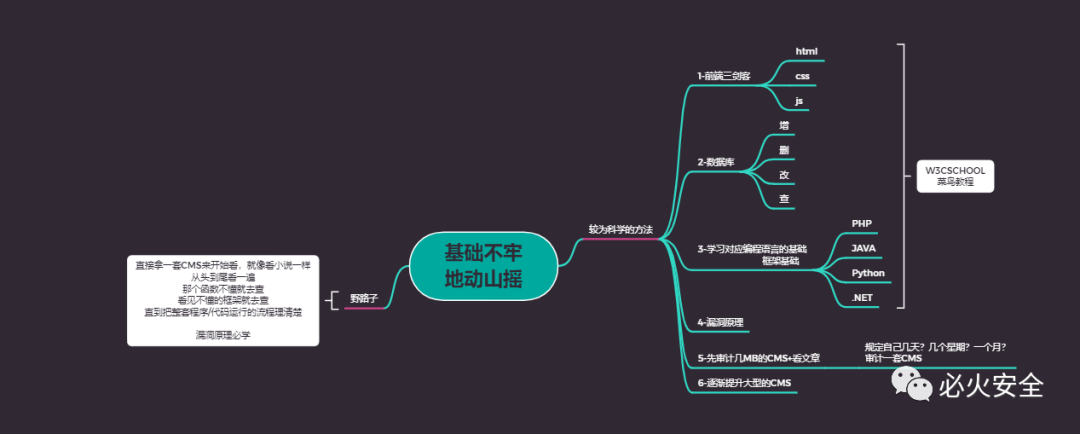 基础不牢
地动山摇
较为科学的方法
1-前端三剑客
html
css
js
2-数据库
增
删
改
查
3-学习对应编程语言的基础
框架基础
PHP
JAVA
Python
.NET
W3CSCHOOL
菜鸟教程
4-漏洞原理
5-先审计几MB的CMS+看文章
规定自己几天？几个星期？一个月？
审计一套CMS
6-逐渐提升大型的CMS
野路子
直接拿一套CMS来开始看，就像看小说一样
从头到尾看一遍
那个函数不懂就去查
看见不懂的框架就去查
直到把整套程序/代码运行的流程理清楚
漏洞原理必学
必火安全